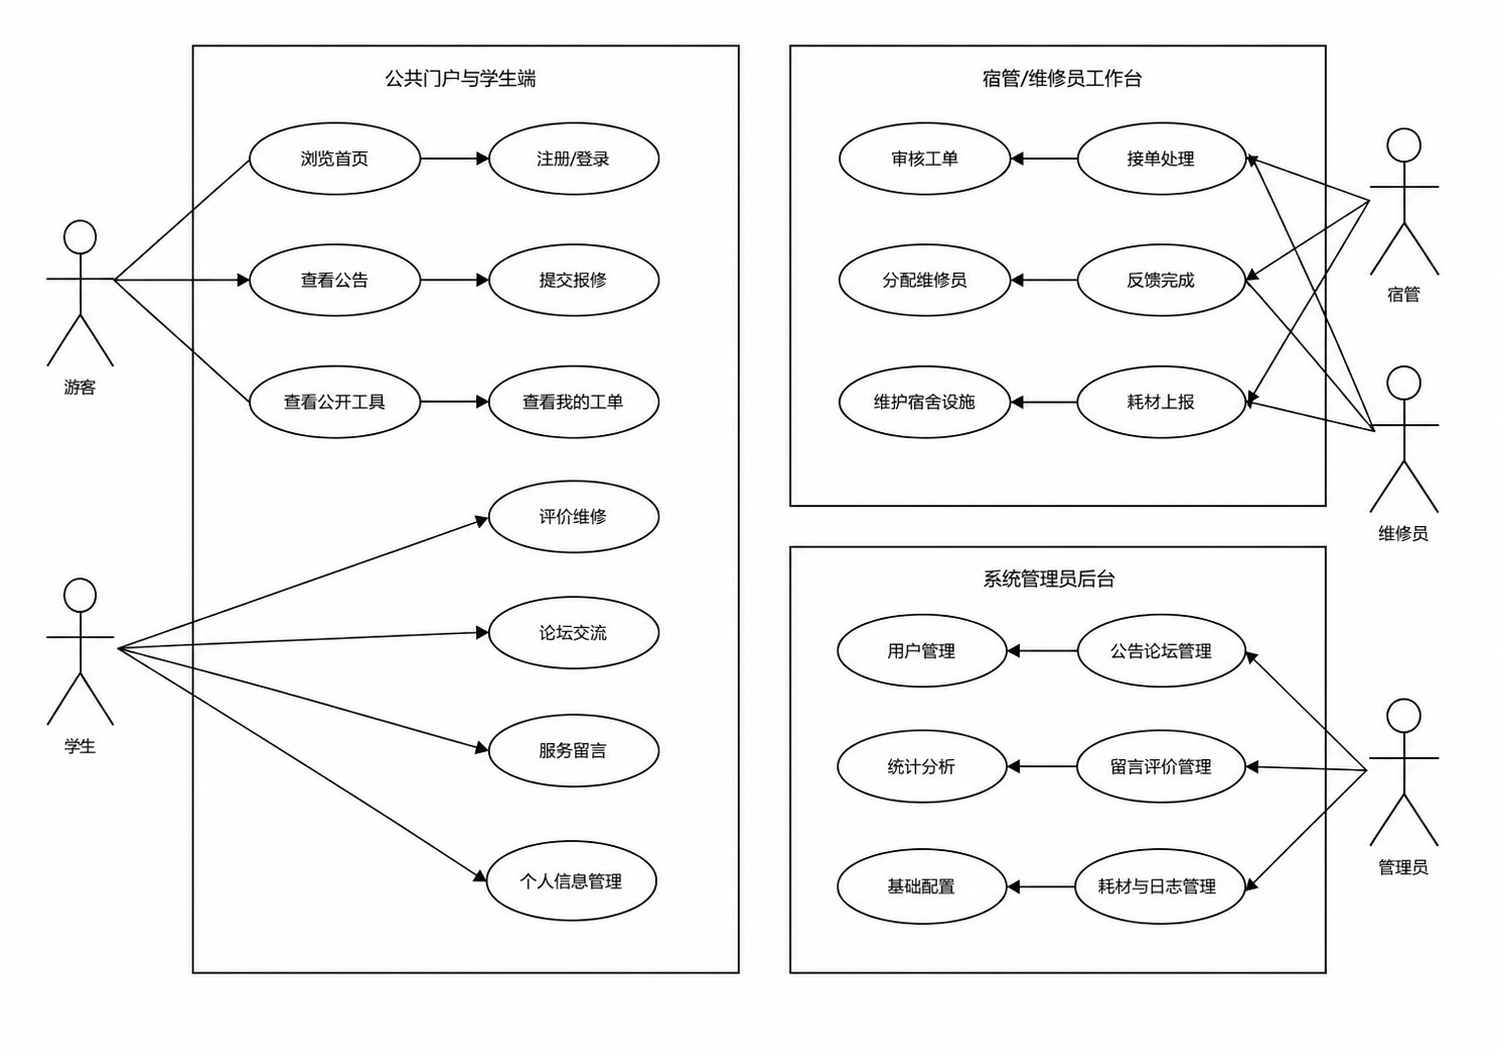 公共门户与学生端
浏览首页
注册/登录
查看公告
提交报修
游客
查看公开工具
查看我的工单
评价维修
论坛交流
学生
服务留言
个人信息管理
宿管/维修员工作台
审核工单
接单处理
分配维修员
反馈完成
宿管
维护宿舍设施
耗材上报
维修员
系统管理员后台
用户管理
公告论坛管理
统计分析
留言评价管理
基础配置
耗材与日志管理
管理员